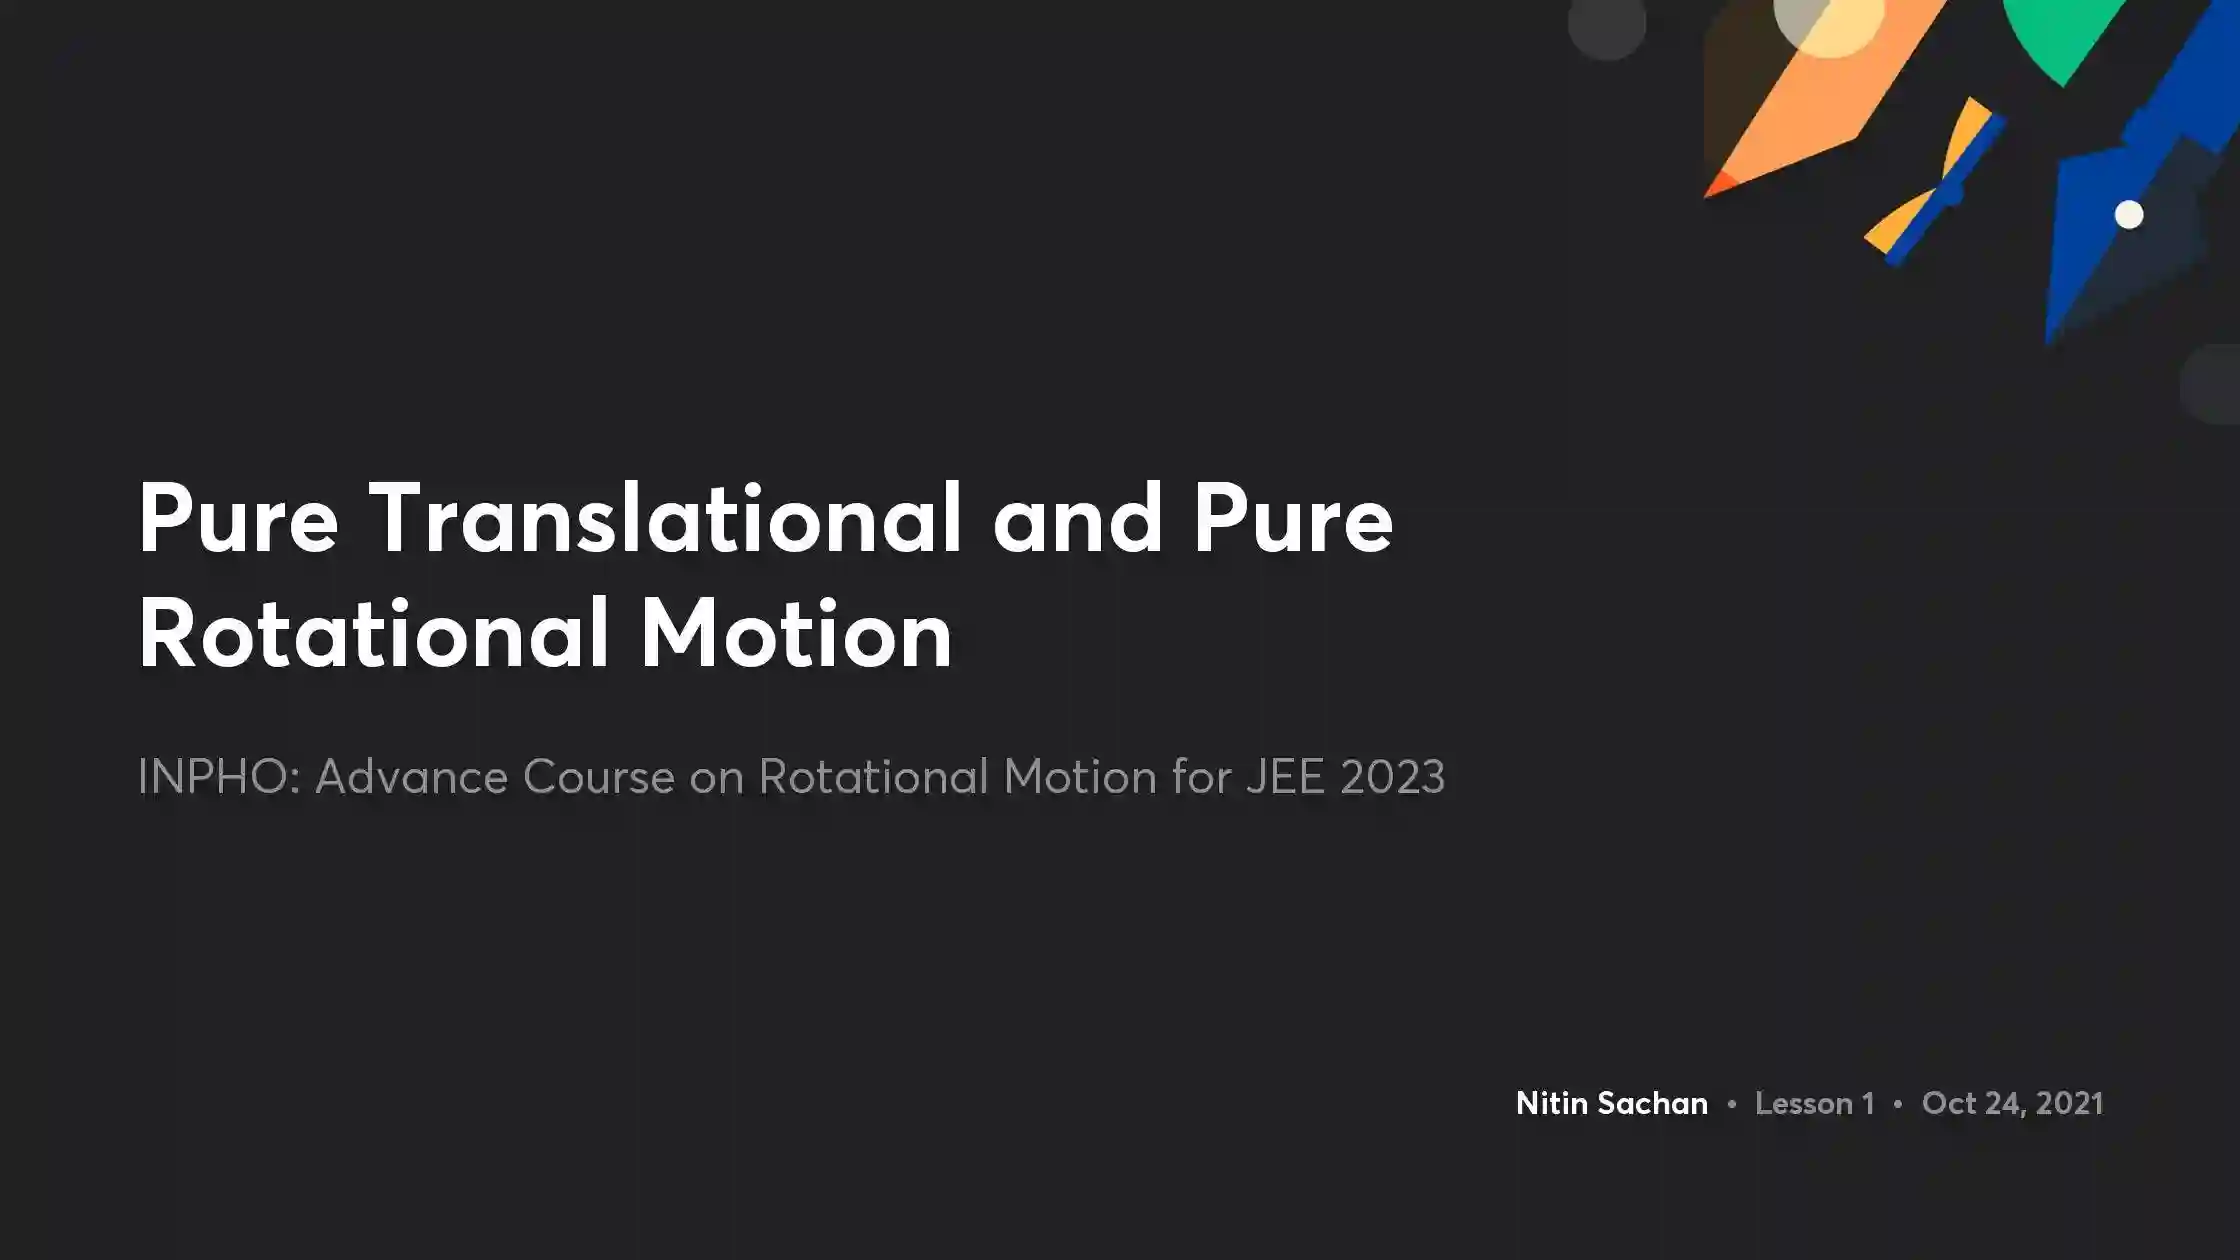 Pure Translational and Pure
Rotational Motion
INPHO: Advance Course on Rotational Motion for JEE 2023
Nitin Sachan • Lesson 1 • Oct 24, 2021